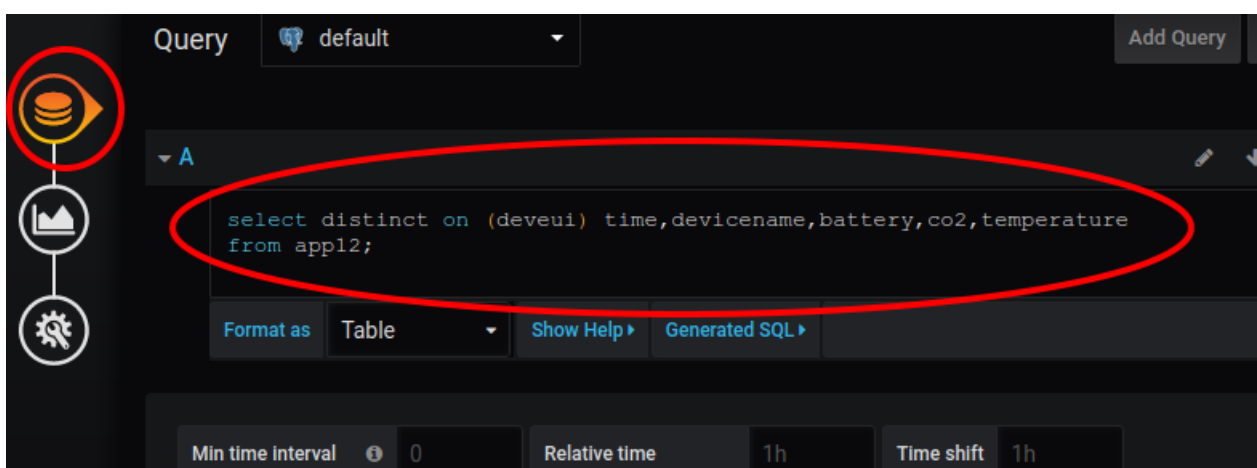 Query default Add Query
A
select distinct on (deveui) time,devicename,battery,co2,temperature
from app12;
Format as Table Show Help Generated SQL
Min time interval 0 Relative time 1h Time shift 1h